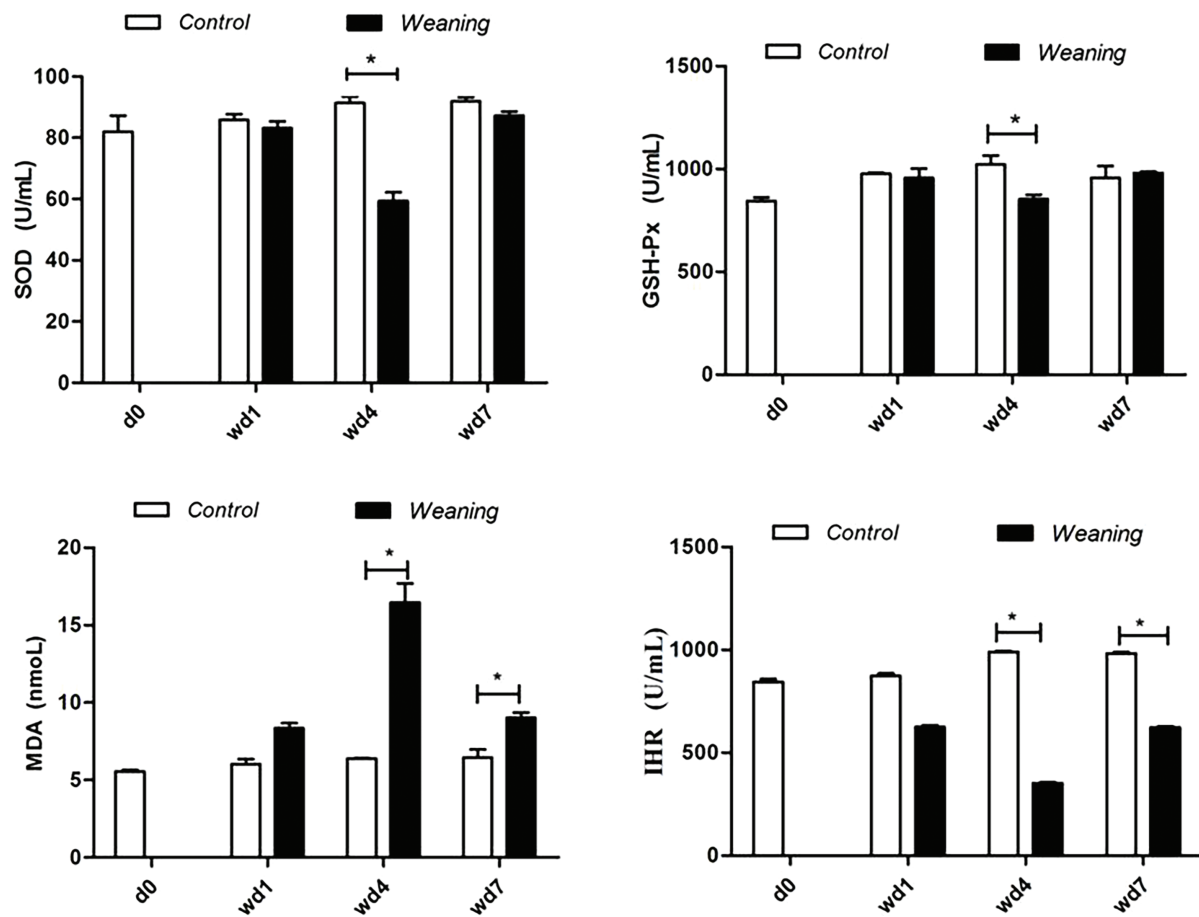 Control Weaning
*
100
80
60
40
20
0
SOD (U/mL)
d0 wd1 wd4 wd7
Control Weaning
*
1500
1000
500
0
GSH-Px (U/mL)
d0 wd1 wd4 wd7
Control Weaning
*
*
20
15
10
5
0
MDA (nmoL)
d0 wd1 wd4 wd7
Control Weaning
* *
1500
1000
500
0
IHR (U/mL)
d0 wd1 wd4 wd7